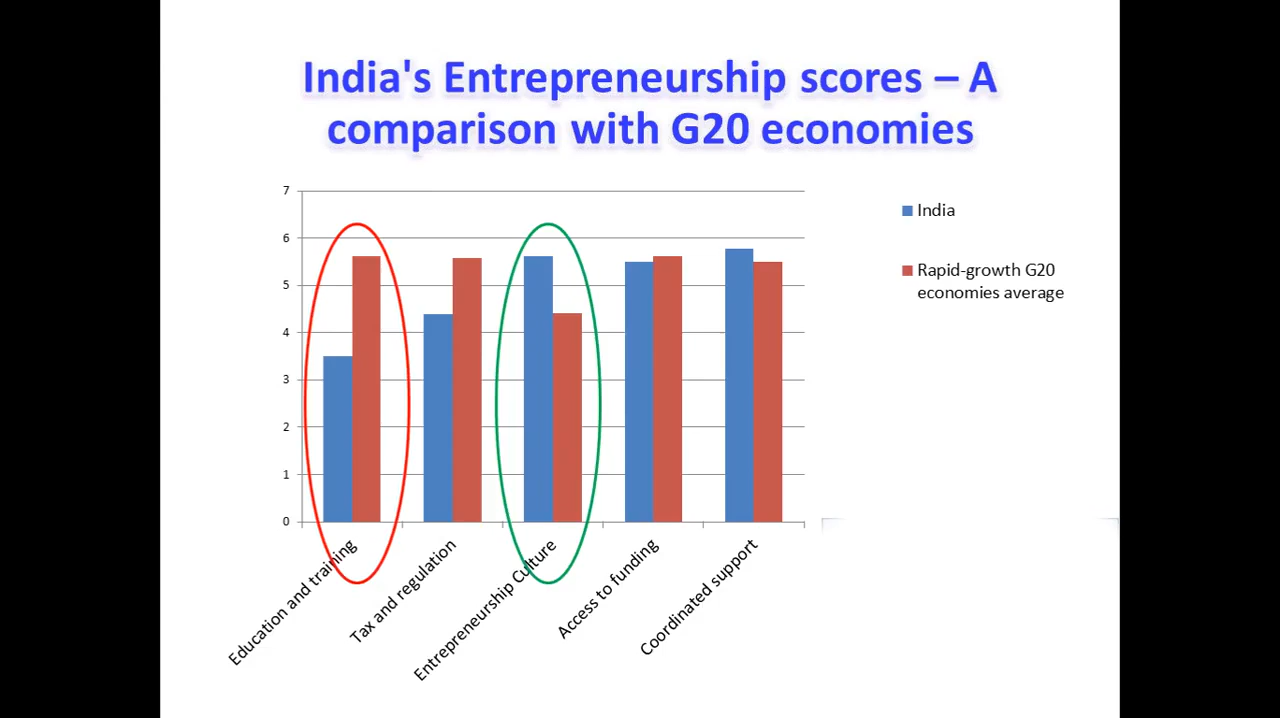 India's Entrepreneurship scores – A
comparison with G20 economies
7
6
5
4
3
2
1
0
India
Rapid-growth G20
economies average
Education and training
Tax and regulation
Entrepreneurship Culture
Access to funding
Coordinated support